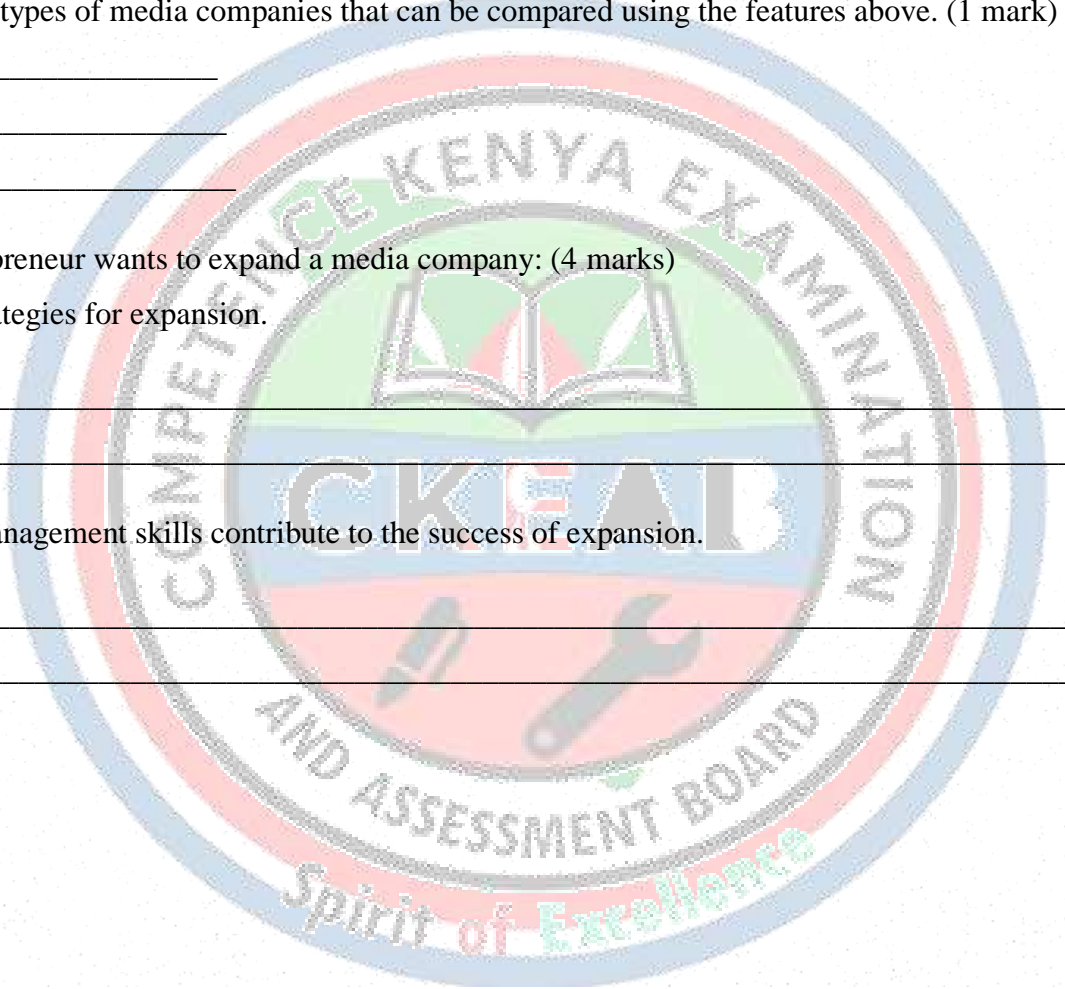 types of media companies that can be compared using the features above. (1 mark)
preneur wants to expand a media company: (4 marks)
ategies for expansion.
anagement skills contribute to the success of expansion.
COMPETENCE KENYA EXAMINATION
CKEAB
AND ASSESSMENT BOARD
Spirit of Excellence